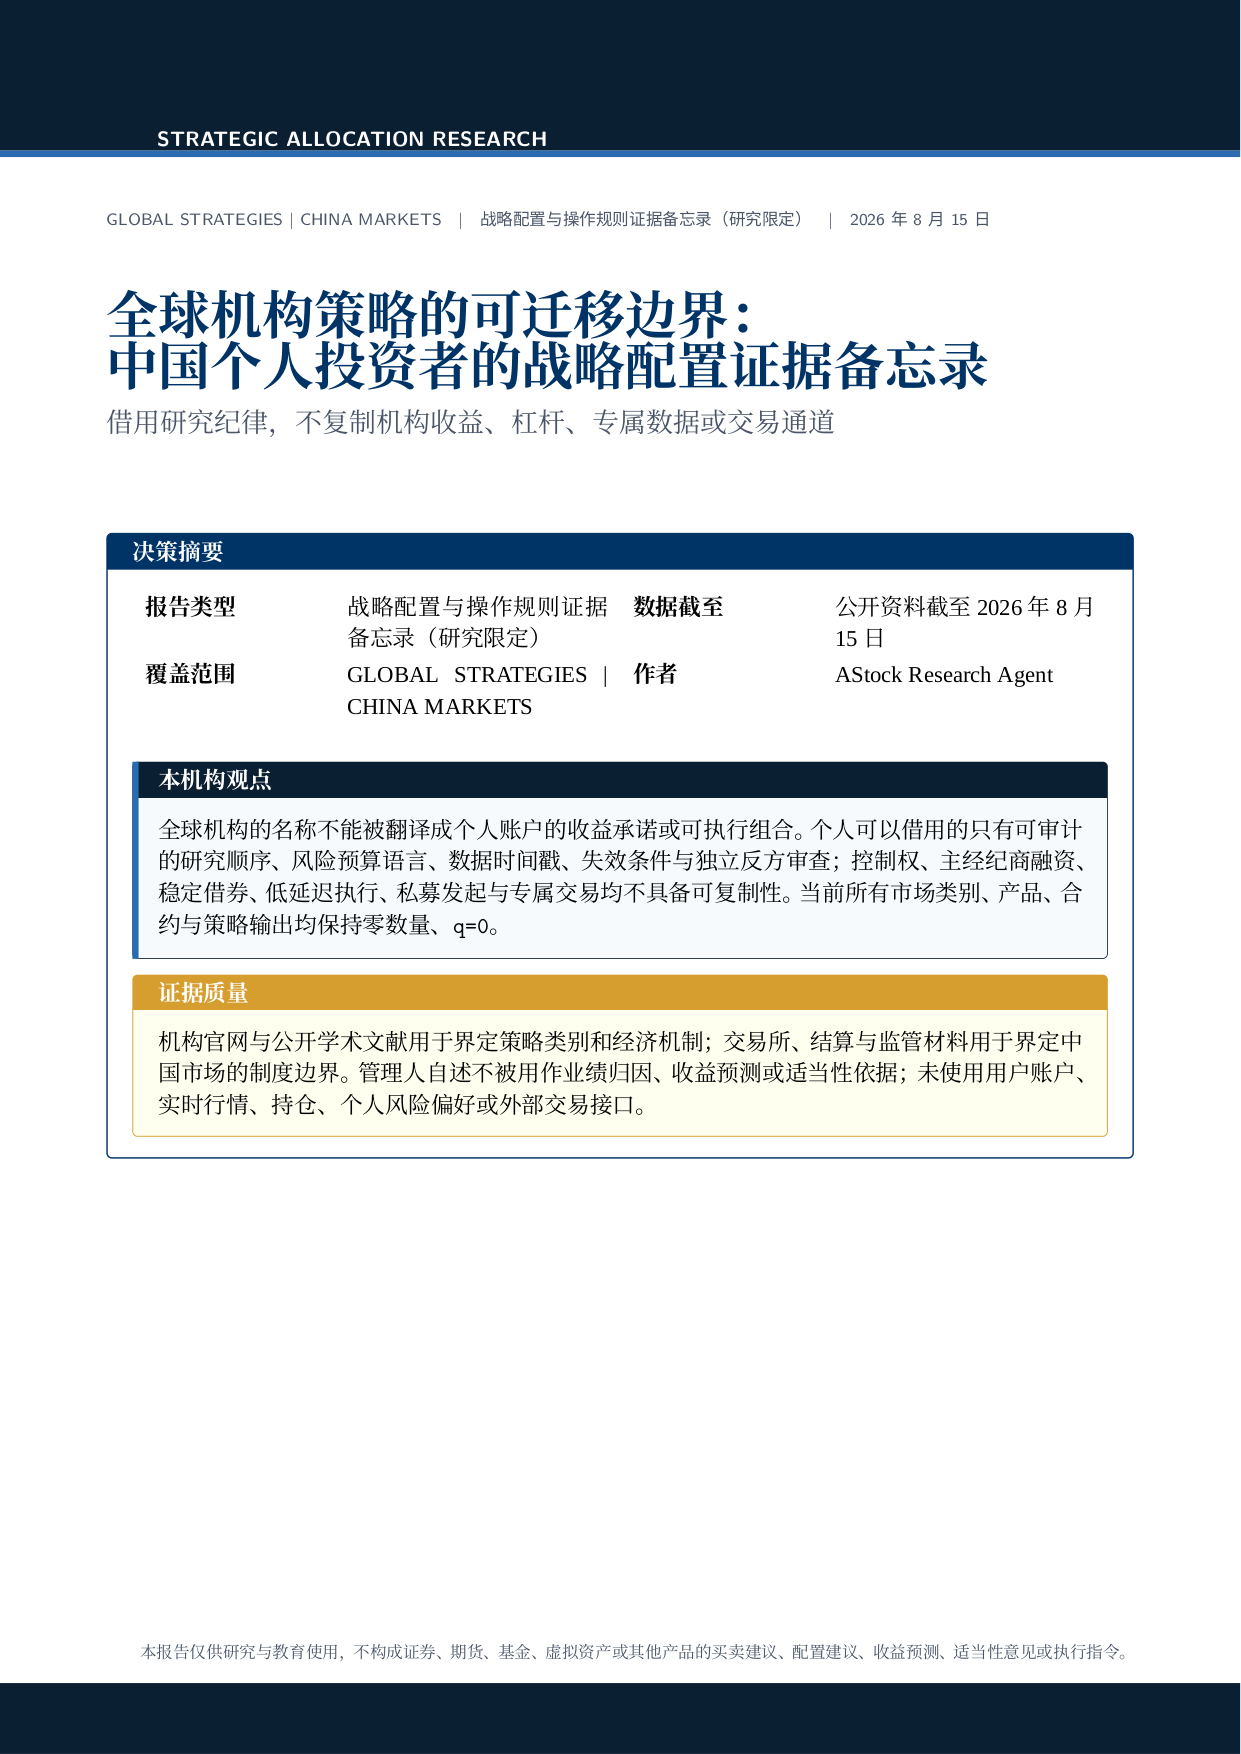 STRATEGIC ALLOCATION RESEARCH
GLOBAL STRATEGIES | CHINA MARKETS | 战略配置与操作规则证据备忘录（研究限定） | 2026 年 8 月 15 日
全球机构策略的可迁移边界：
中国个人投资者的战略配置证据备忘录
借用研究纪律，不复制机构收益、杠杆、专属数据或交易通道
决策摘要
报告类型 战略配置与操作规则证据 数据截至 公开资料截至 2026 年 8 月
备忘录（研究限定） 15 日
覆盖范围 GLOBAL STRATEGIES | 作者 AStock Research Agent
CHINA MARKETS
本机构观点
全球机构的名称不能被翻译成个人账户的收益承诺或可执行组合。个人可以借用的只有可审计
的研究顺序、风险预算语言、数据时间戳、失效条件与独立反方审查；控制权、主经纪商融资、
稳定借券、低延迟执行、私募发起与专属交易均不具备可复制性。当前所有市场类别、产品、合
约与策略输出均保持零数量、q=0。
证据质量
机构官网与公开学术文献用于界定策略类别和经济机制；交易所、结算与监管材料用于界定中
国市场的制度边界。管理人自述不被用作业绩归因、收益预测或适当性依据；未使用用户账户、
实时行情、持仓、个人风险偏好或外部交易接口。
本报告仅供研究与教育使用，不构成证券、期货、基金、虚拟资产或其他产品的买卖建议、配置建议、收益预测、适当性意见或执行指令。